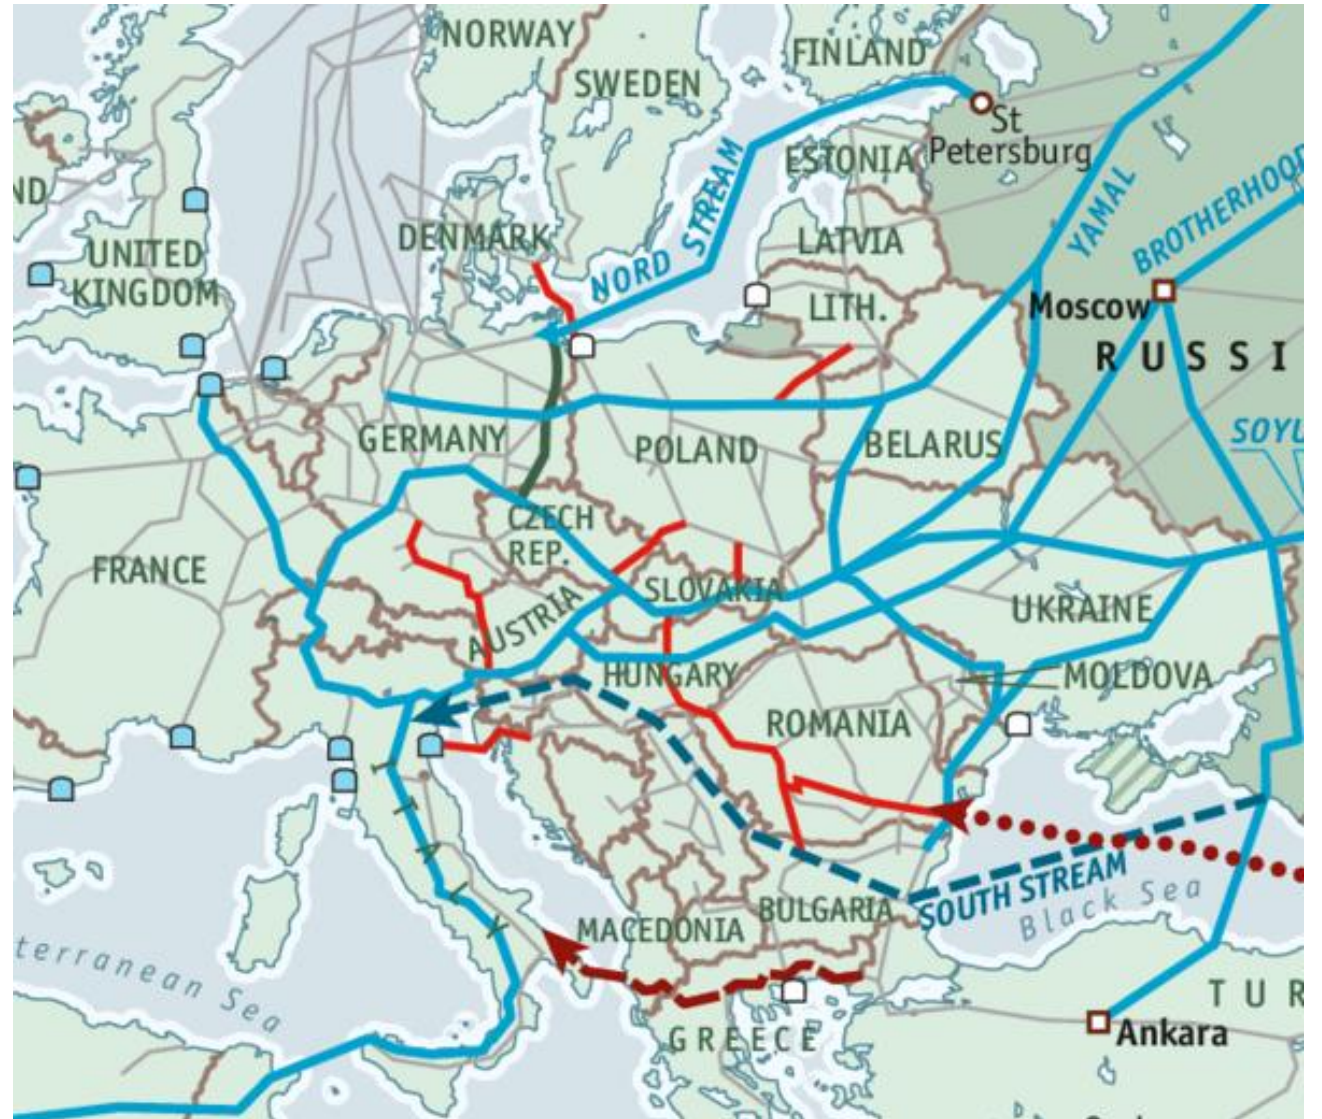 NORWAY
FINLAND
SWEDEN
St
Petersburg
ESTONIA
ND
NORD STREAM
YAMAL
BROTHERHOOD
DENMARK
LATVIA
UNITED
KINGDOM
LITH.
Moscow
RUSSI
GERMANY
POLAND
BELARUS
SOYU
CZECH
REP.
FRANCE
SLOVAKIA
AUSTRIA
UKRAINE
HUNGARY
MOLDOVA
ROMANIA
ITALY
SOUTH STREAM
Black Sea
BULGARIA
MACEDONIA
terranean Sea
TUR
GREECE
Ankara